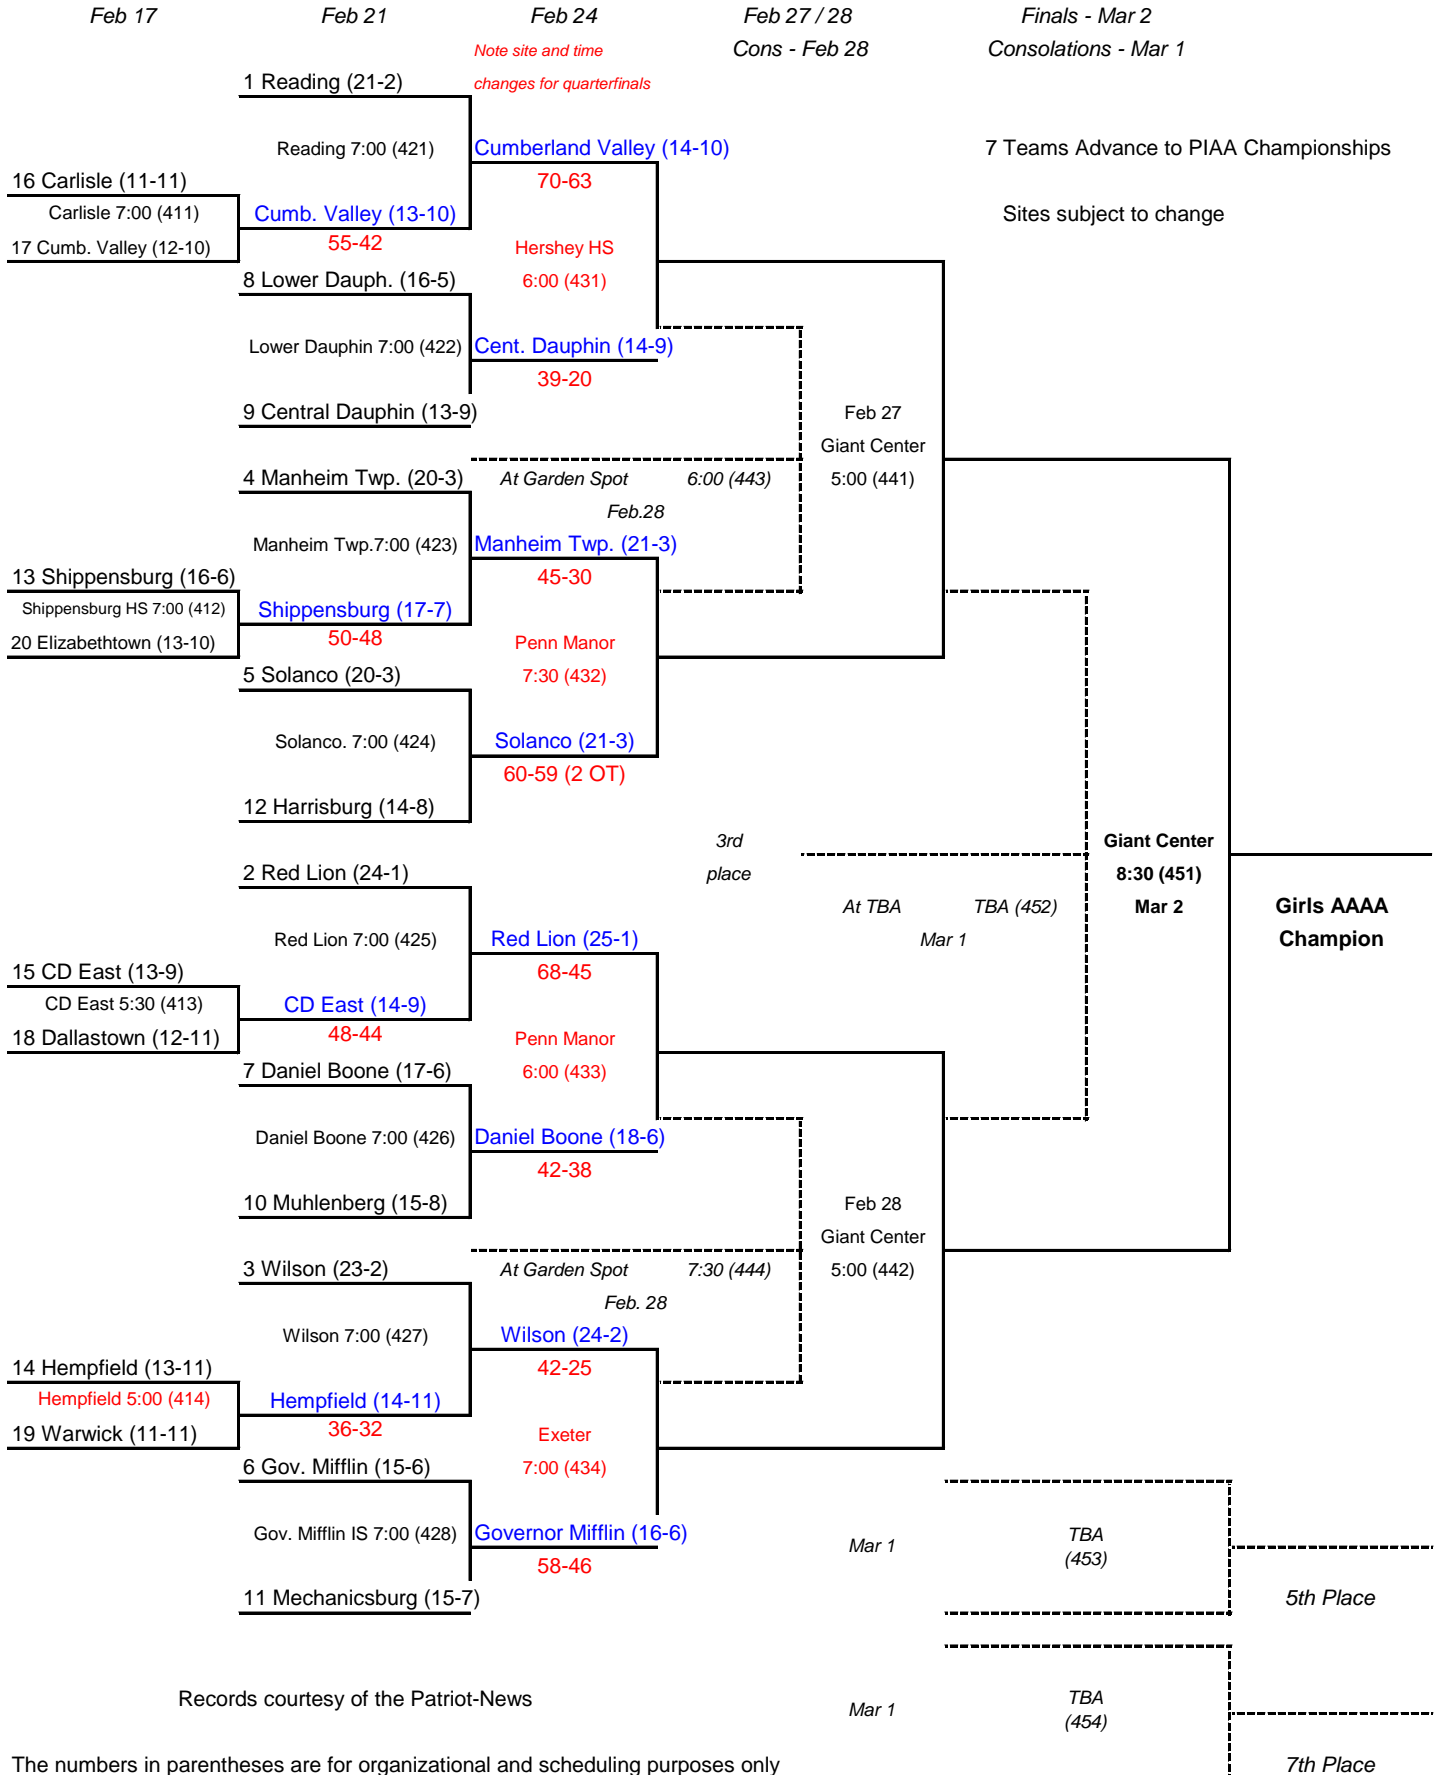 Feb 17 Feb 21 Feb 24 Feb 27 / 28 Finals - Mar 2
Note site and time Cons - Feb 28 Consolations - Mar 1
1 Reading (21-2) changes for quarterfinals
Reading 7:00 (421) Cumberland Valley (14-10) 7 Teams Advance to PIAA Championships
16 Carlisle (11-11) 70-63
Carlisle 7:00 (411) Cumb. Valley (13-10) Sites subject to change
17 Cumb. Valley (12-10) 55-42 Hershey HS
8 Lower Dauph. (16-5) 6:00 (431)
Lower Dauphin 7:00 (422) Cent. Dauphin (14-9)
39-20
9 Central Dauphin (13-9) Feb 27
Giant Center
4 Manheim Twp. (20-3) At Garden Spot 6:00 (443) 5:00 (441)
Feb.28
Manheim Twp.7:00 (423) Manheim Twp. (21-3)
13 Shippensburg (16-6) 45-30
Shippensburg HS 7:00 (412) Shippensburg (17-7)
20 Elizabethtown (13-10) 50-48 Penn Manor
5 Solanco (20-3) 7:30 (432)
Solanco. 7:00 (424) Solanco (21-3)
60-59 (2 OT)
12 Harrisburg (14-8)
3rd Giant Center
2 Red Lion (24-1) place 8:30 (451)
At TBA TBA (452) Mar 2 Girls AAAA
Red Lion 7:00 (425) Red Lion (25-1) Mar 1 Champion
15 CD East (13-9) 68-45
CD East 5:30 (413) CD East (14-9)
18 Dallastown (12-11) 48-44 Penn Manor
7 Daniel Boone (17-6) 6:00 (433)
Daniel Boone 7:00 (426) Daniel Boone (18-6)
42-38
10 Muhlenberg (15-8) Feb 28
Giant Center
3 Wilson (23-2) At Garden Spot 7:30 (444) 5:00 (442)
Feb. 28
Wilson 7:00 (427) Wilson (24-2)
14 Hempfield (13-11) 42-25
Hempfield 5:00 (414) Hempfield (14-11)
19 Warwick (11-11) 36-32 Exeter
6 Gov. Mifflin (15-6) 7:00 (434)
Gov. Mifflin IS 7:00 (428) Governor Mifflin (16-6) Mar 1 TBA
58-46 (453)
11 Mechanicsburg (15-7) 5th Place
Records courtesy of the Patriot-News Mar 1 TBA
(454)
The numbers in parentheses are for organizational and scheduling purposes only 7th Place